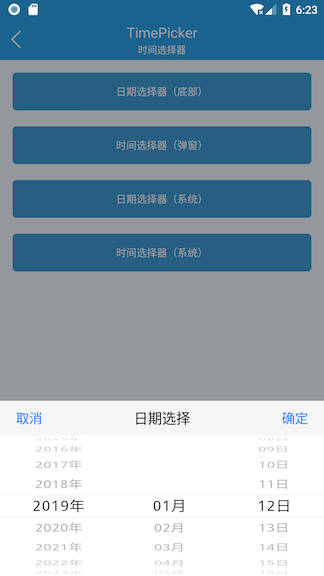 6:23
TimePicker
时间选择器
日期选择器（底部）
时间选择器（弹窗）
日期选择器（系统）
时间选择器（系统）
取消 日期选择 确定
2015年 08日
2016年 09日
2017年 10日
2018年 11日
2019年 01月 12日
2020年 02月 13日
2021年 03月 14日
2022年 04月 15日